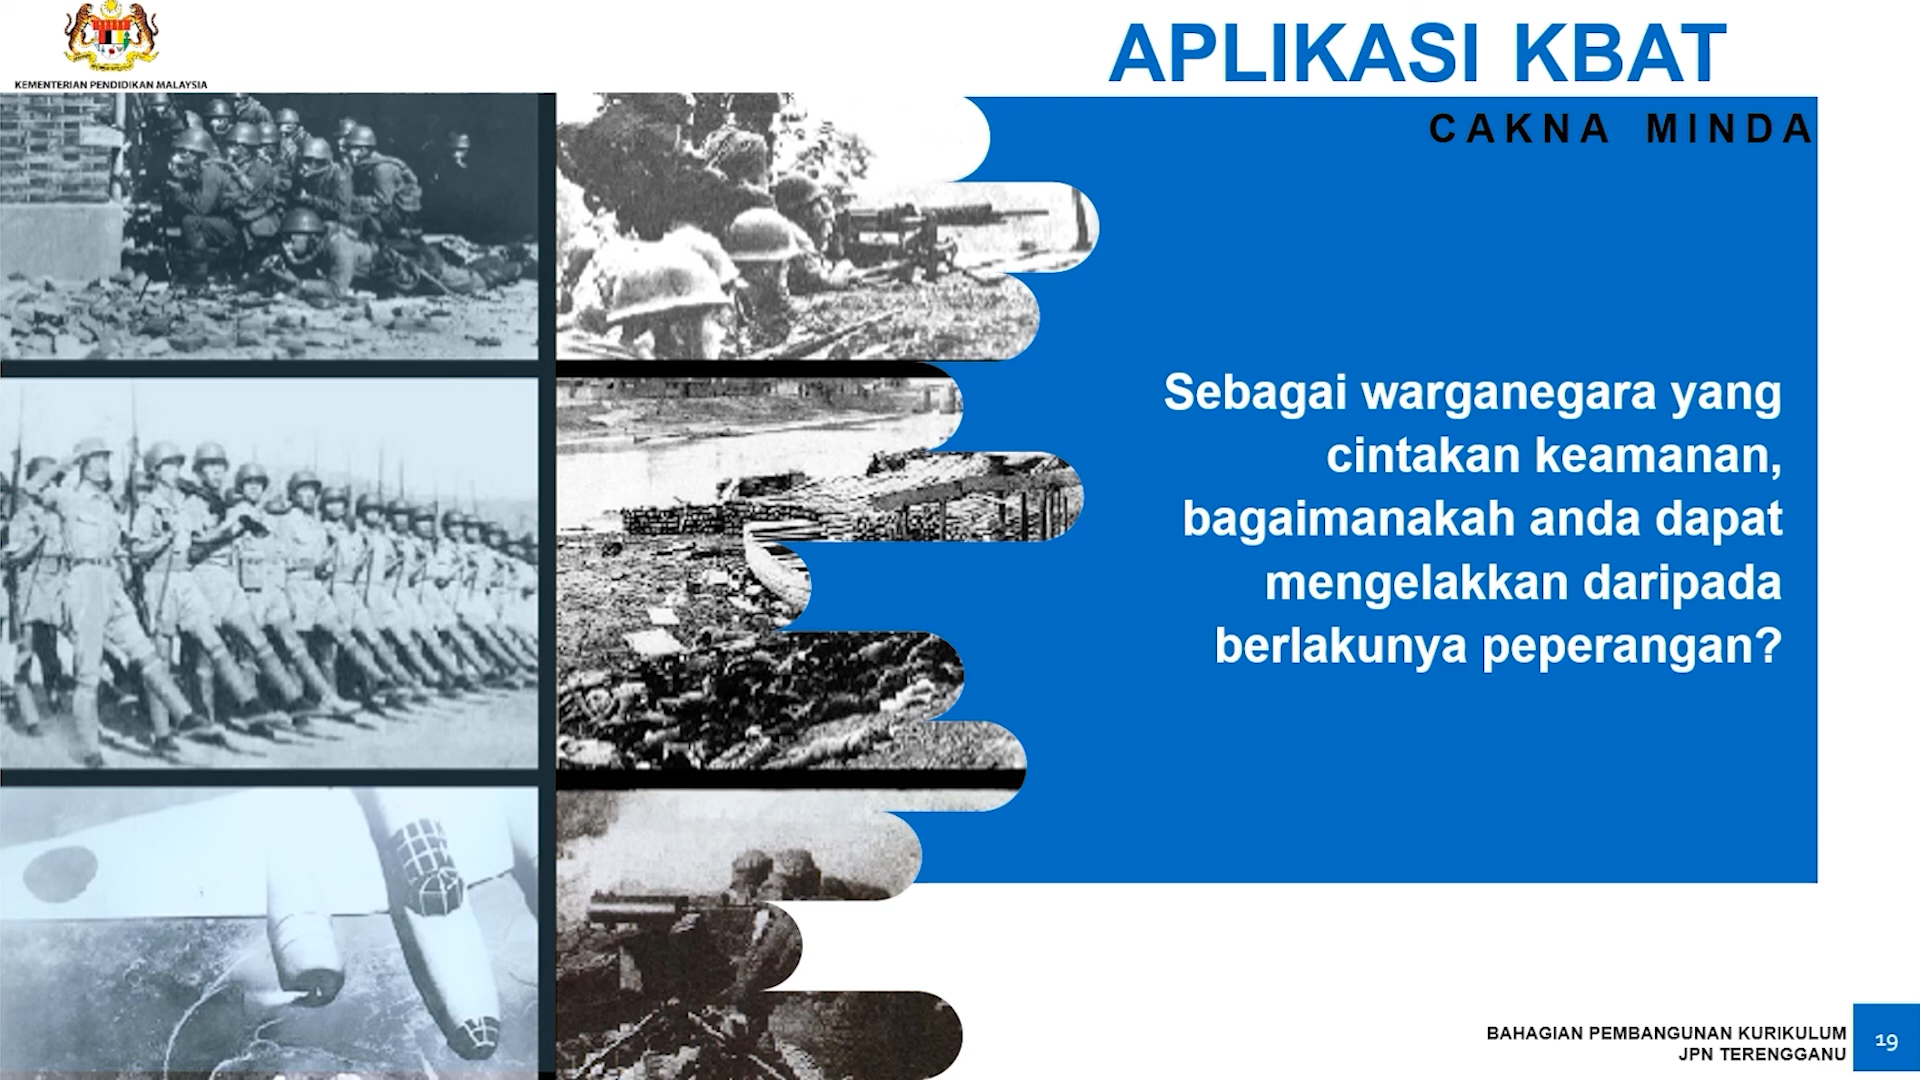 KEMENTERIAN PENDIDIKAN MALAYSIA
APLIKASI KBAT
CAKNA MINDA
Sebagai warganegara yang
cintakan keamanan,
bagaimanakah anda dapat
mengelakkan daripada
berlakunya peperangan?
BAHAGIAN PEMBANGUNAN KURIKULUM
JPN TERENGGANU
19